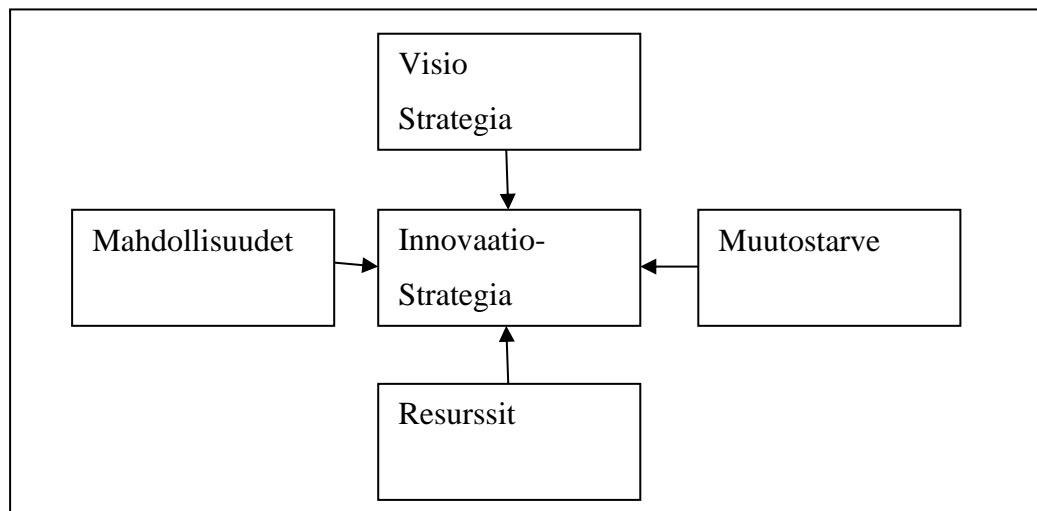 Visio
Strategia
Mahdollisuudet
Innovaatio-
Strategia
Muutostarve
Resurssit